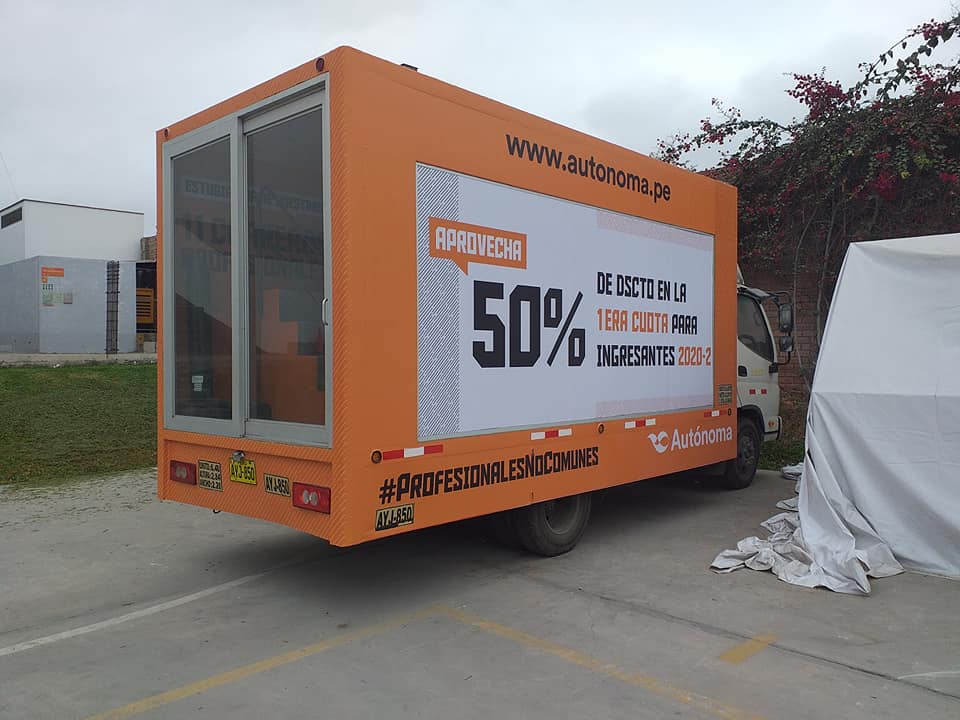 www.autonoma.pe
APROVECHA
50%
DE DSCTO EN LA
1ERA CUOTA PARA
INGRESANTES 2020-2
Autónoma
#PROFESIONALESNOCOMUNES
AYJ-850
AYJ-850
AYJ-850